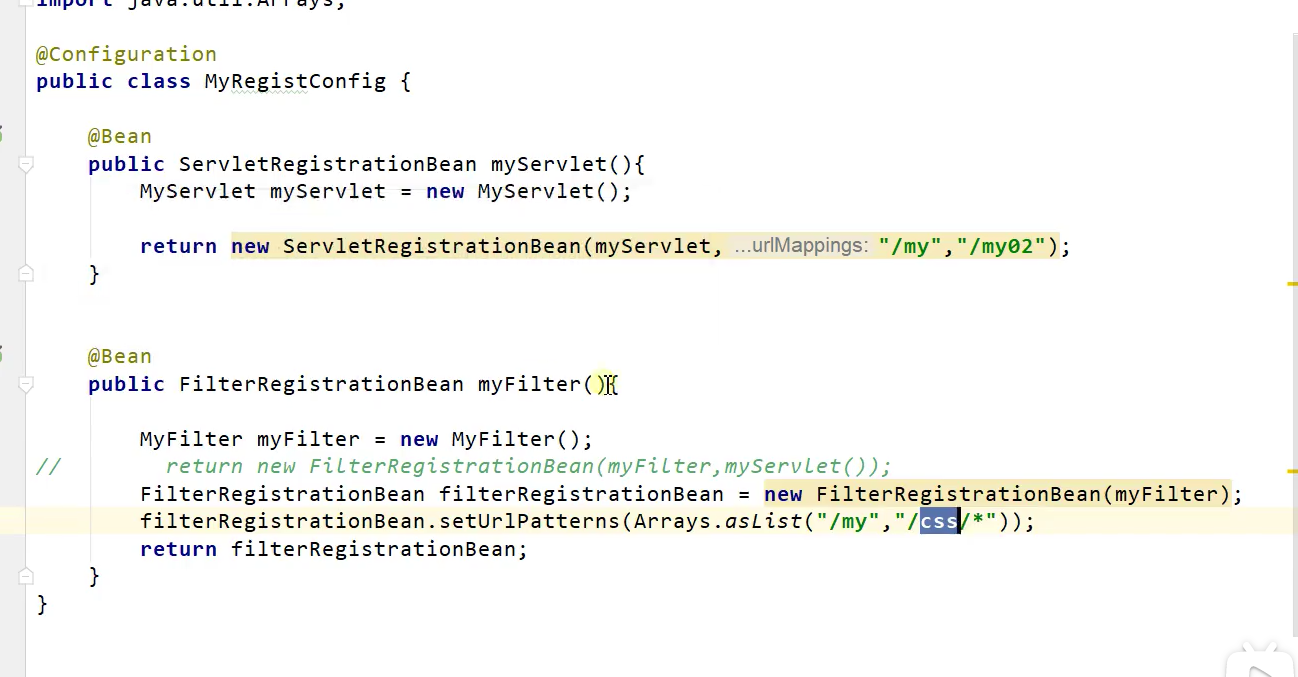 import java.util.Arrays;
@Configuration
public class MyRegistConfig {
@Bean
public ServletRegistrationBean myServlet(){
MyServlet myServlet = new MyServlet();
return new ServletRegistrationBean(myServlet, ...urlMappings: "/my","/my02");
}
@Bean
public FilterRegistrationBean myFilter(){
MyFilter myFilter = new MyFilter();
// return new FilterRegistrationBean(myFilter,myServlet());
FilterRegistrationBean filterRegistrationBean = new FilterRegistrationBean(myFilter);
filterRegistrationBean.setUrlPatterns(Arrays.asList("/my","/css/*"));
return filterRegistrationBean;
}
}